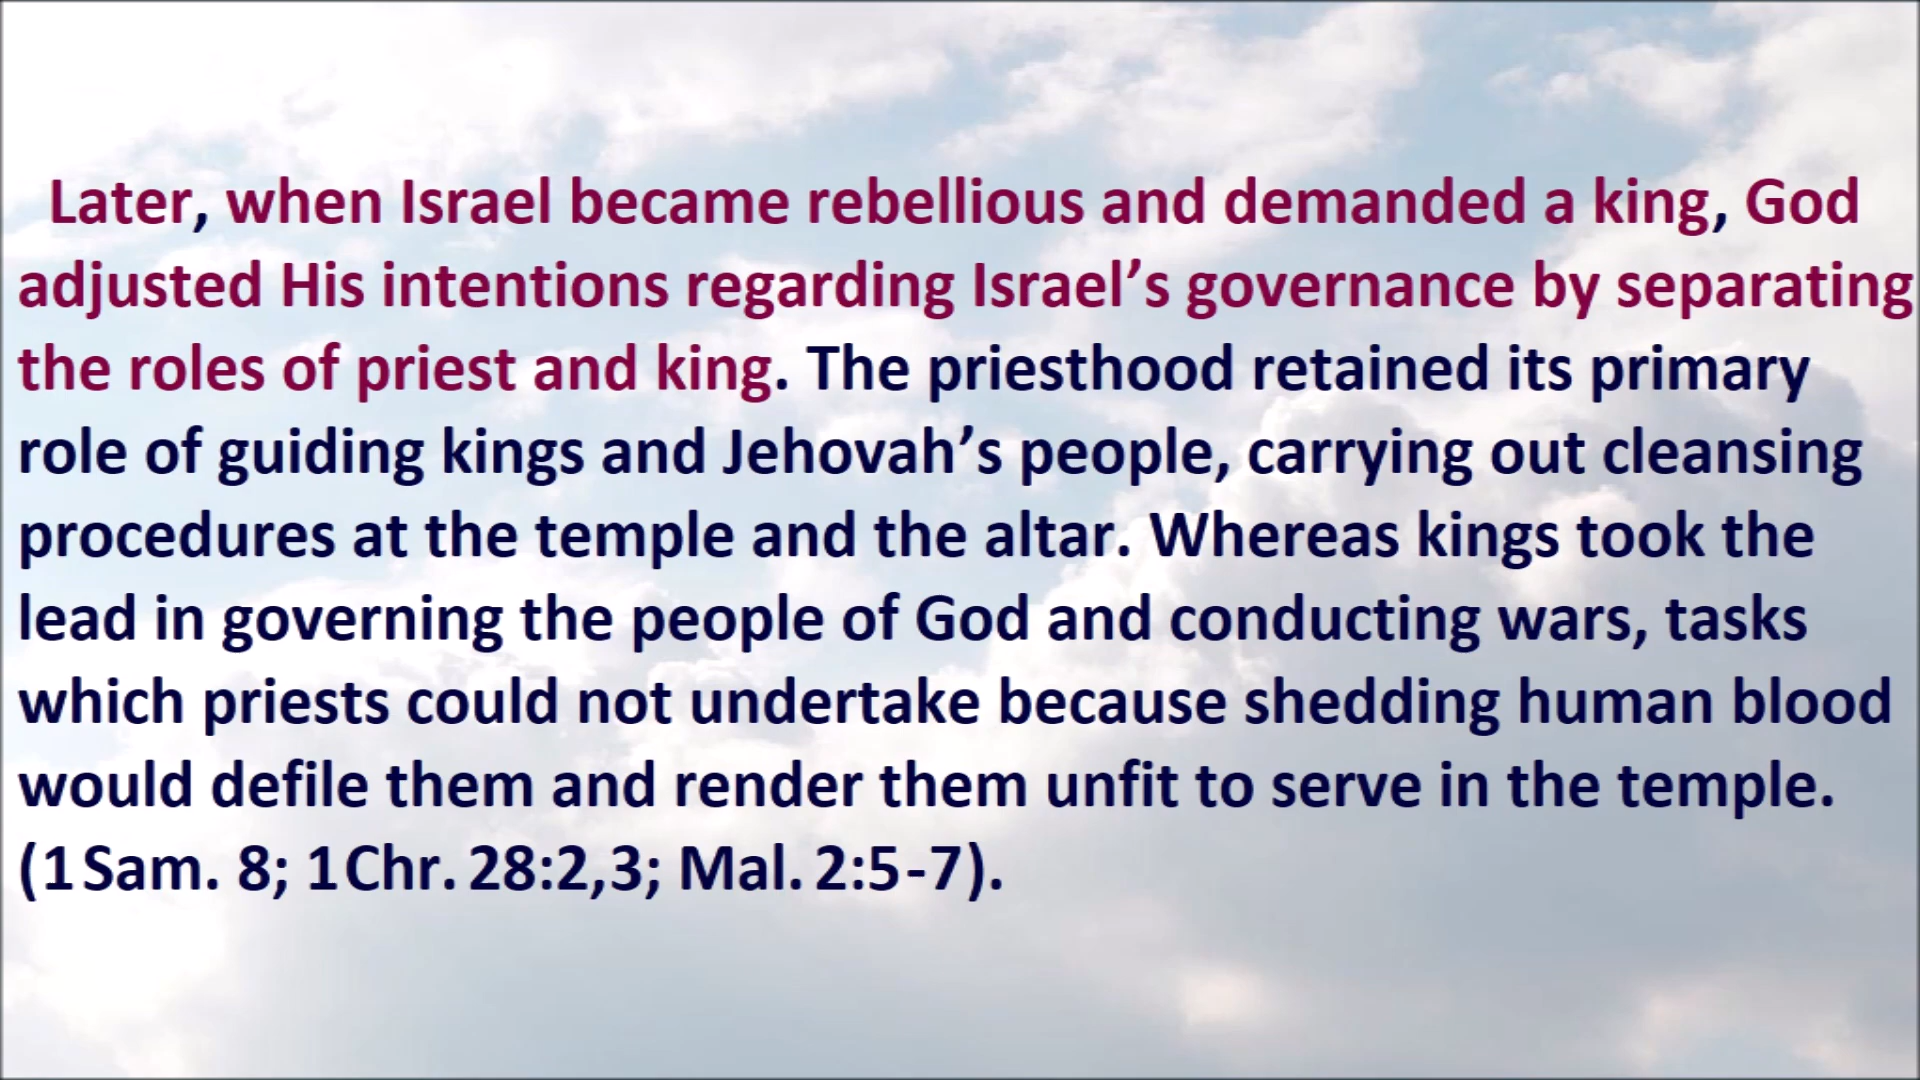 Later, when Israel became rebellious and demanded a king, God
adjusted His intentions regarding Israel’s governance by separating
the roles of priest and king. The priesthood retained its primary
role of guiding kings and Jehovah’s people, carrying out cleansing
procedures at the temple and the altar. Whereas kings took the
lead in governing the people of God and conducting wars, tasks
which priests could not undertake because shedding human blood
would defile them and render them unfit to serve in the temple.
(1 Sam. 8; 1 Chr. 28:2,3; Mal. 2:5-7).